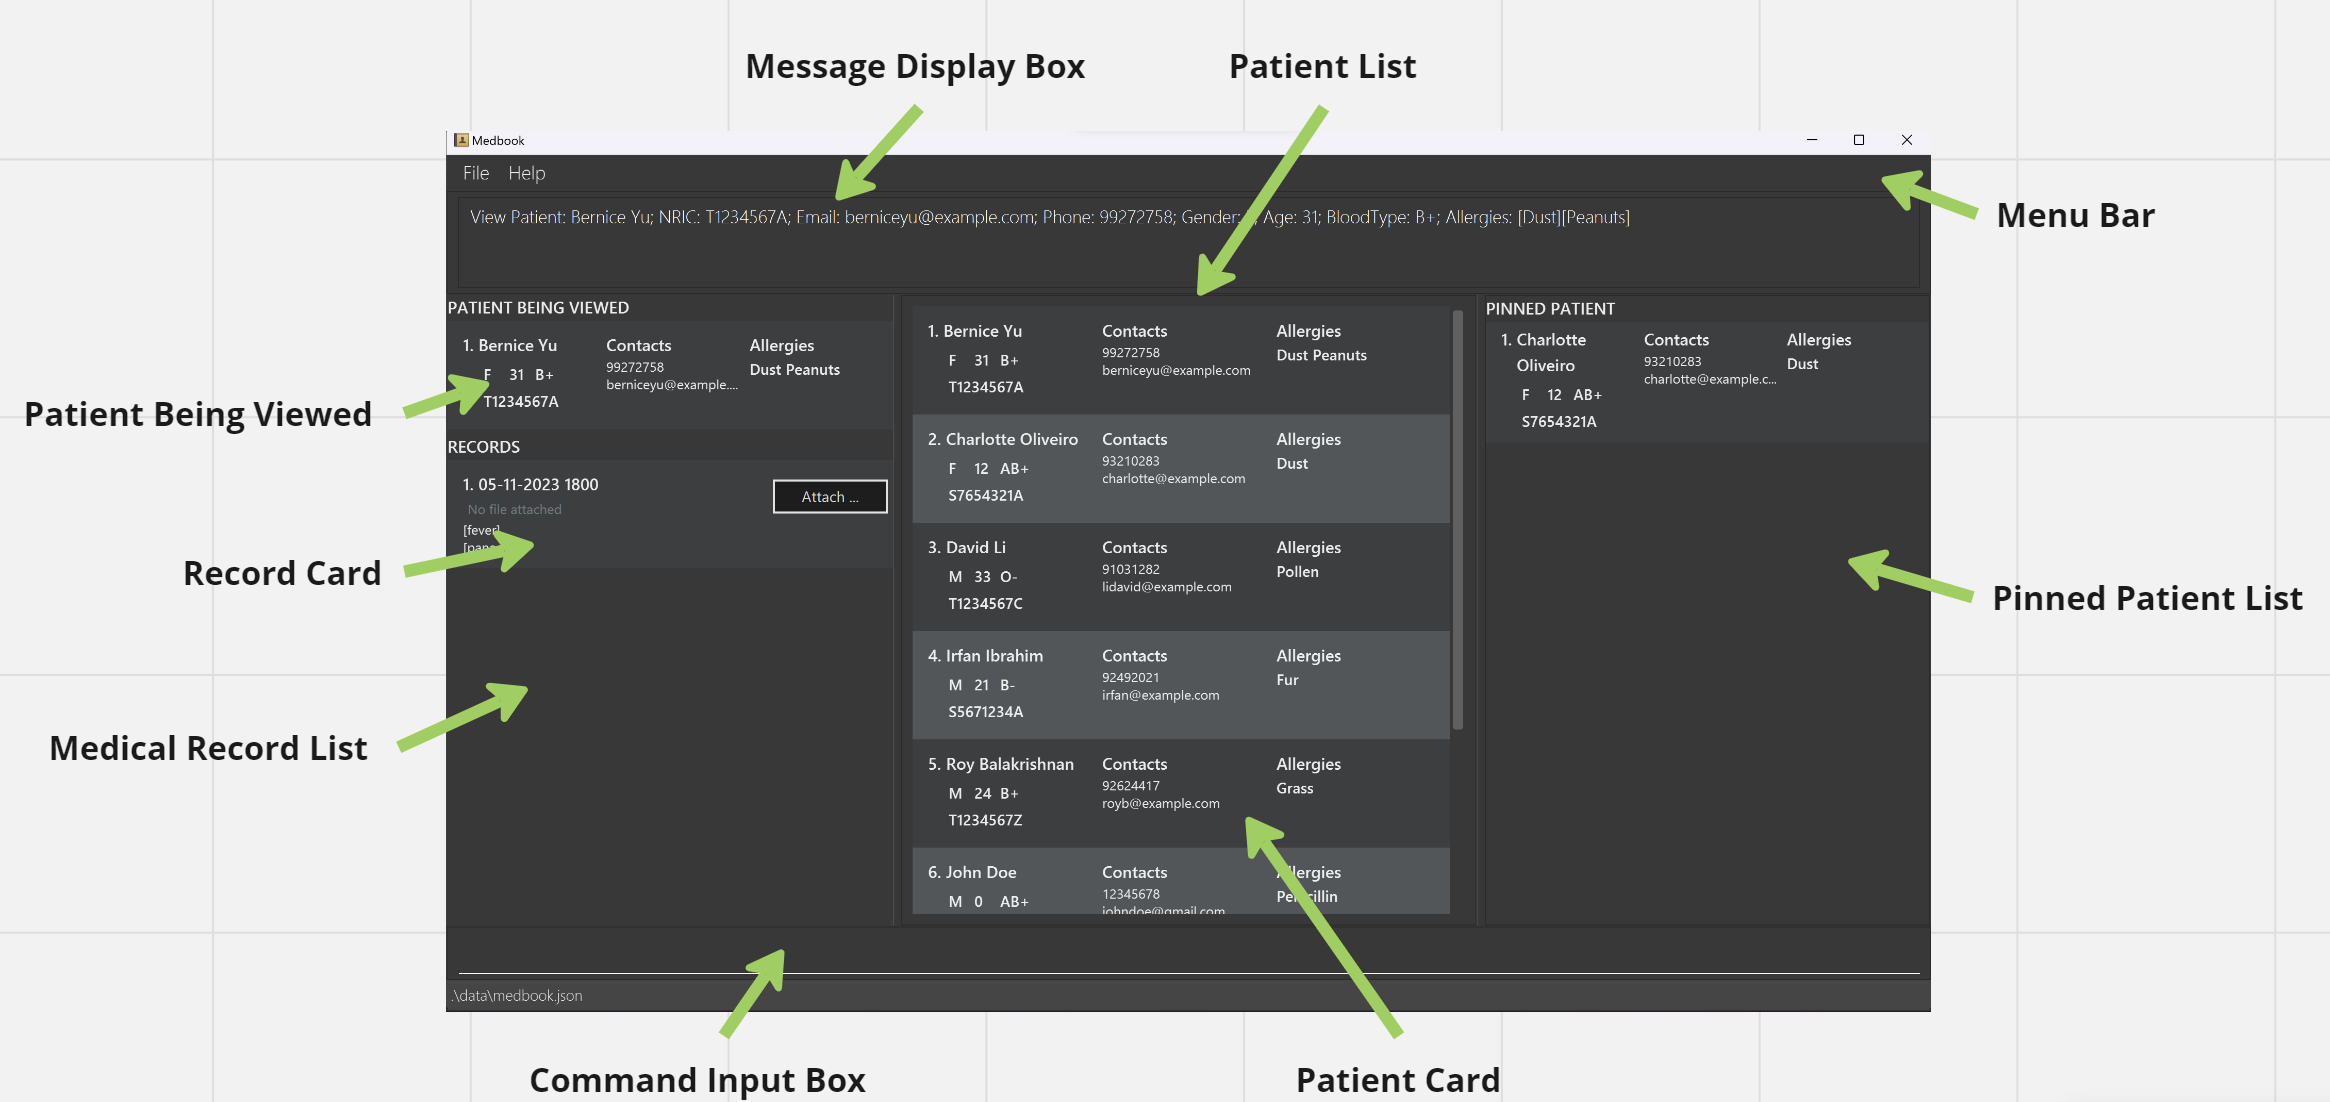 Message Display Box
Patient List
Medbook
File Help
Menu Bar
View Patient: Bernice Yu; NRIC: T1234567A; Email: berniceyu@example.com; Phone: 99272758; Gender: Age: 31; BloodType: B+; Allergies: [Dust][Peanuts]
PATIENT BEING VIEWED
1. Bernice Yu
F 31 B+
T1234567A
Contacts
99272758
berniceyu@example....
Allergies
Dust Peanuts
Patient Being Viewed
RECORDS
1. 05-11-2023 1800
No file attached
[fever]
Attach ...
Record Card
Medical Record List
1. Bernice Yu
F 31 B+
T1234567A
Contacts
99272758
berniceyu@example.com
Allergies
Dust Peanuts
2. Charlotte Oliveiro
F 12 AB+
S7654321A
Contacts
93210283
charlotte@example.com
Allergies
Dust
3. David Li
M 33 O-
T1234567C
Contacts
91031282
lidavid@example.com
Allergies
Pollen
4. Irfan Ibrahim
M 21 B-
S5671234A
Contacts
92492021
irfan@example.com
Allergies
Fur
5. Roy Balakrishnan
M 24 B+
T1234567Z
Contacts
92624417
royb@example.com
Allergies
Grass
6. John Doe
M 0 AB+
Contacts
12345678
johndoe@gmail.com
Allergies
Penicillin
PINNED PATIENT
1. Charlotte
Oliveiro
F 12 AB+
S7654321A
Contacts
93210283
charlotte@example.c...
Allergies
Dust
Pinned Patient List
.\data\medbook.json
Command Input Box
Patient Card